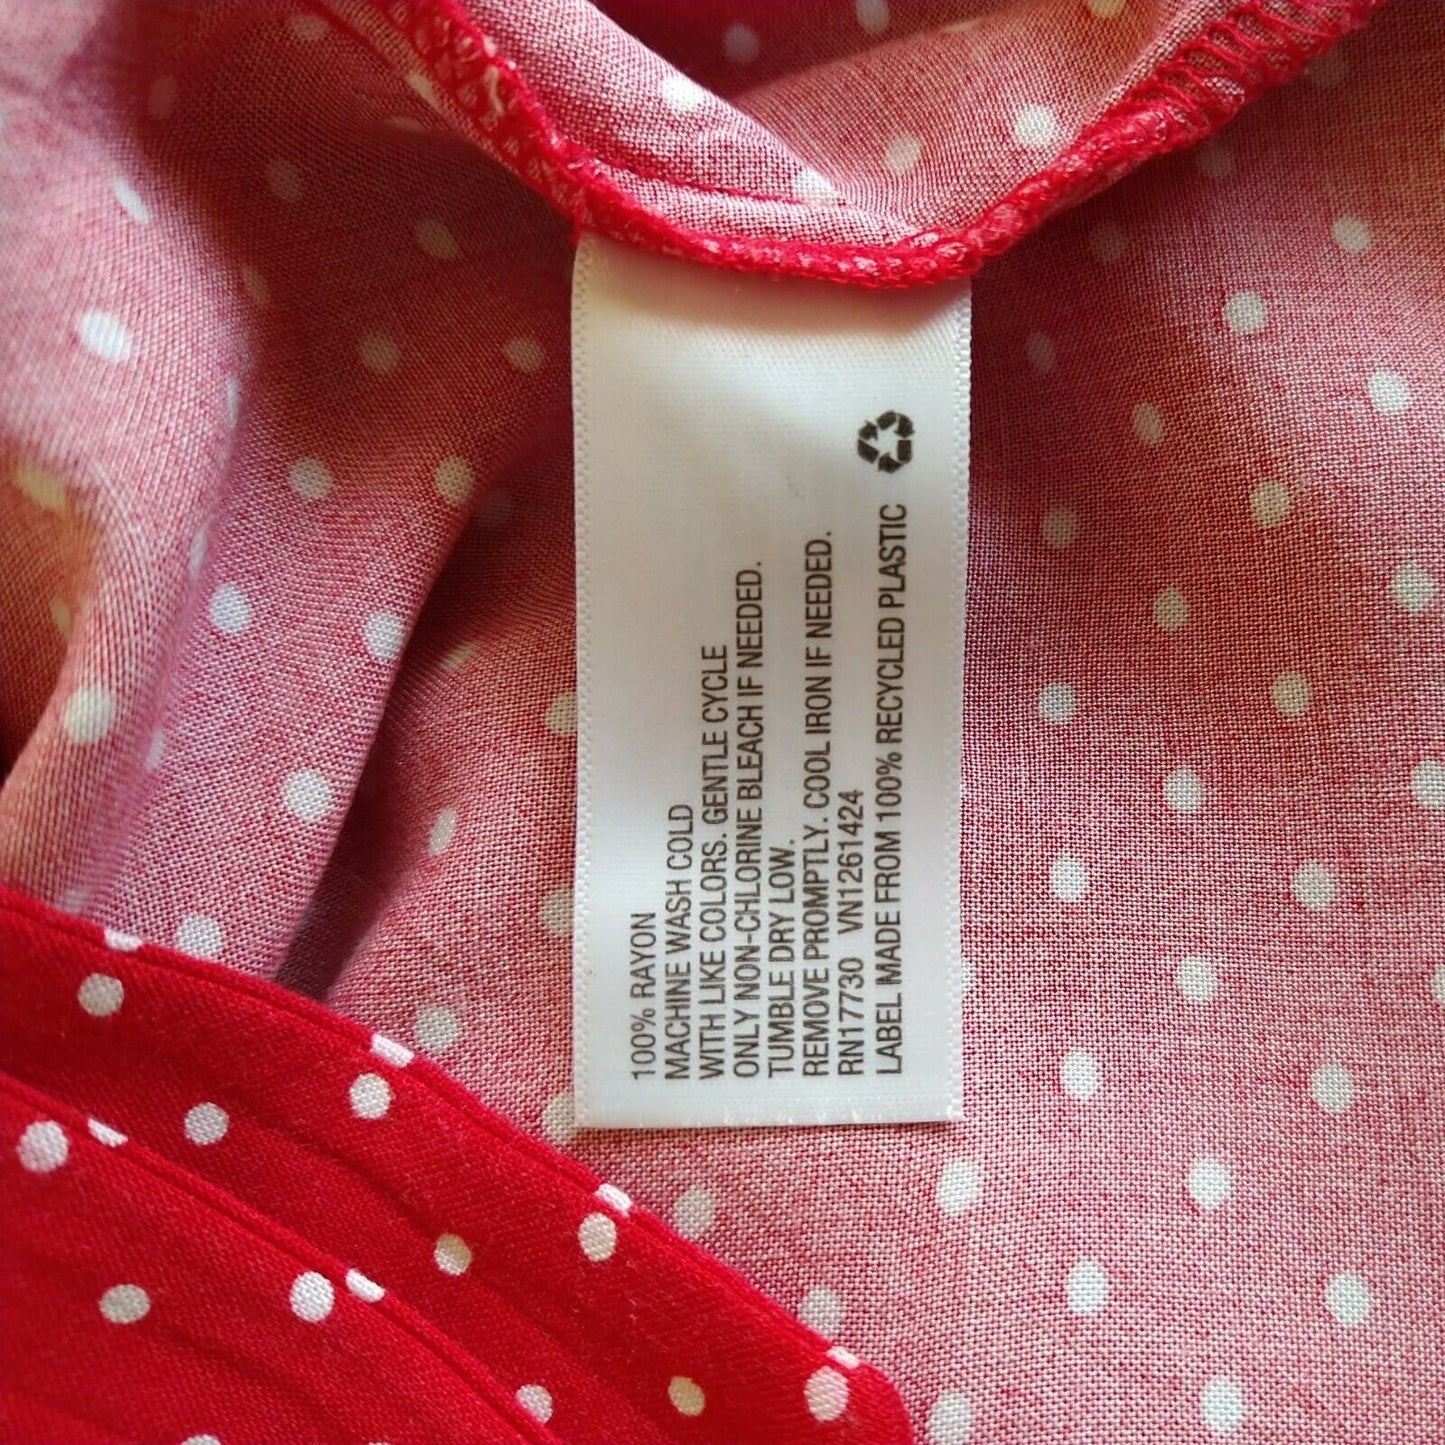 100% RAYON
MACHINE WASH COLD
WITH LIKE COLORS. GENTLE CYCLE
ONLY NON-CHLORINE BLEACH IF NEEDED.
TUMBLE DRY LOW.
REMOVE PROMPTLY. COOL IRON IF NEEDED.
RN17730 VN1261424
LABEL MADE FROM 100% RECYCLED PLASTIC